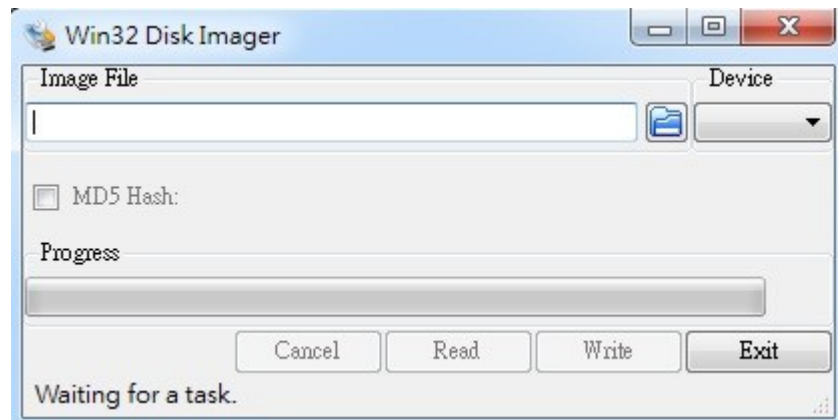 Win32 Disk Imager
Image File Device
MD5 Hash:
Progress
Cancel Read Write Exit
Waiting for a task.